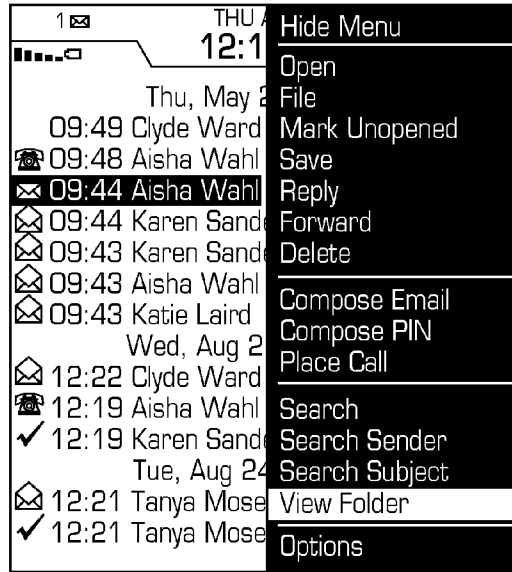 1
THU A
12:1
Thu, May 2
09:49 Clyde Ward
09:48 Aisha Wahl
09:44 Aisha Wahl
09:44 Karen Sande
09:43 Karen Sande
09:43 Aisha Wahl
09:43 Katie Laird
Wed, Aug 2
12:22 Clyde Ward
12:19 Aisha Wahl
12:19 Karen Sande
Tue, Aug 24
12:21 Tanya Mose
12:21 Tanya Mose
Hide Menu
Open
File
Mark Unopened
Save
Reply
Forward
Delete
Compose Email
Compose PIN
Place Call
Search
Search Sender
Search Subject
View Folder
Options